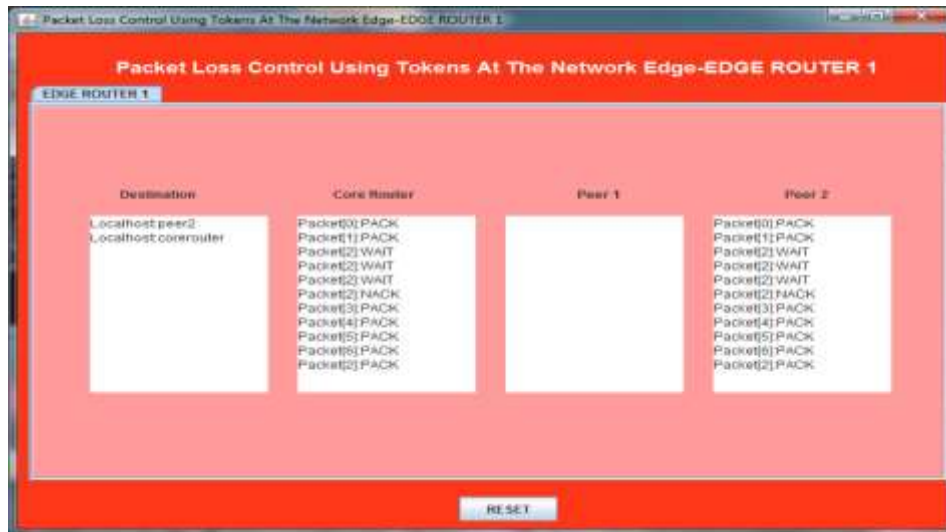 Packet Loss Control Using Tokens At The Network Edge-EDGE ROUTER 1
Packet Loss Control Using Tokens At The Network Edge-EDGE ROUTER 1
EDGE ROUTER 1
Destination
Localhost:peer2
Localhost:corerouter
Core Router
Packet[0]:PACK
Packet[1]:PACK
Packet[2]:WAIT
Packet[2]:WAIT
Packet[2]:WAIT
Packet[2]:NACK
Packet[3]:PACK
Packet[4]:PACK
Packet[5]:PACK
Packet[6]:PACK
Packet[2]:PACK
Peer 1
Peer 2
Packet[0]:PACK
Packet[1]:PACK
Packet[2]:WAIT
Packet[2]:WAIT
Packet[2]:WAIT
Packet[2]:NACK
Packet[3]:PACK
Packet[4]:PACK
Packet[5]:PACK
Packet[6]:PACK
Packet[2]:PACK
RESET